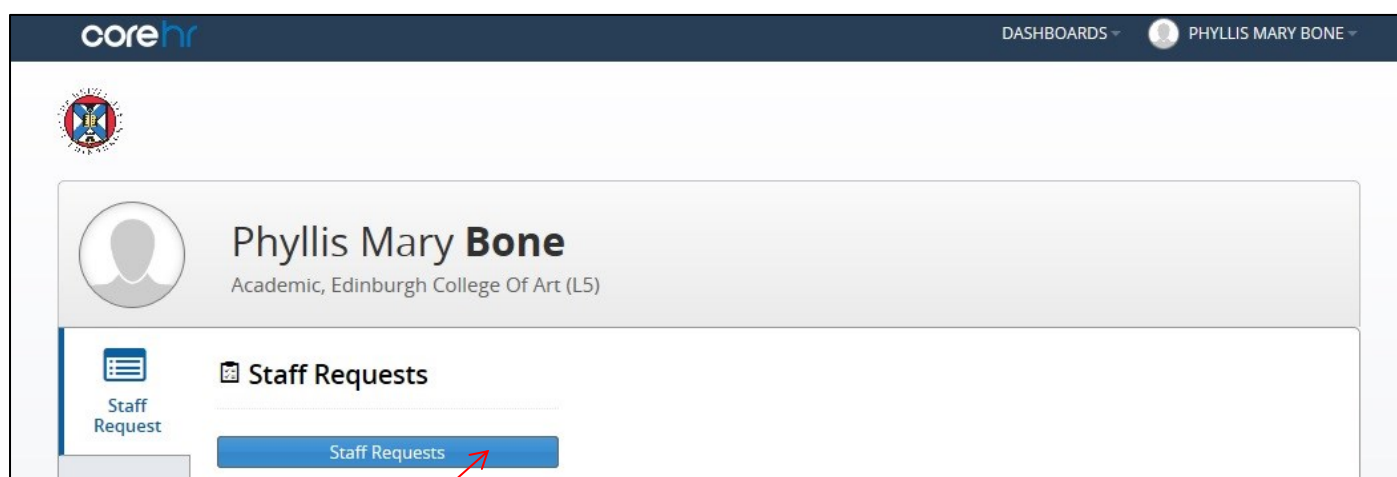 corehr
DASHBOARDS
PHYLLIS MARY BONE
Phyllis Mary Bone
Academic, Edinburgh College Of Art (L5)
Staff Requests
Staff
Request
Staff Requests